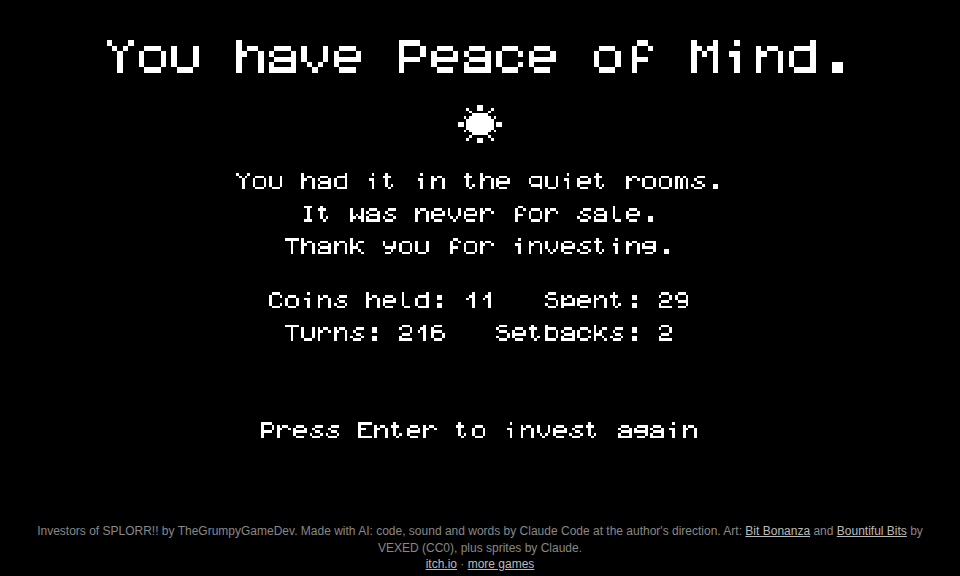 You have Peace of Mind.
You had it in the quiet rooms.
It was never for sale.
Thank you for investing.
Coins held: 11   Spent: 29
Turns: 216   Setbacks: 2
Press Enter to invest again
Investors of SPLORR!! by TheGrumpyGameDev. Made with AI: code, sound and words by Claude Code at the author's direction. Art: Bit Bonanza and Bountiful Bits by
VEXED (CC0), plus sprites by Claude.
itch.io · more games